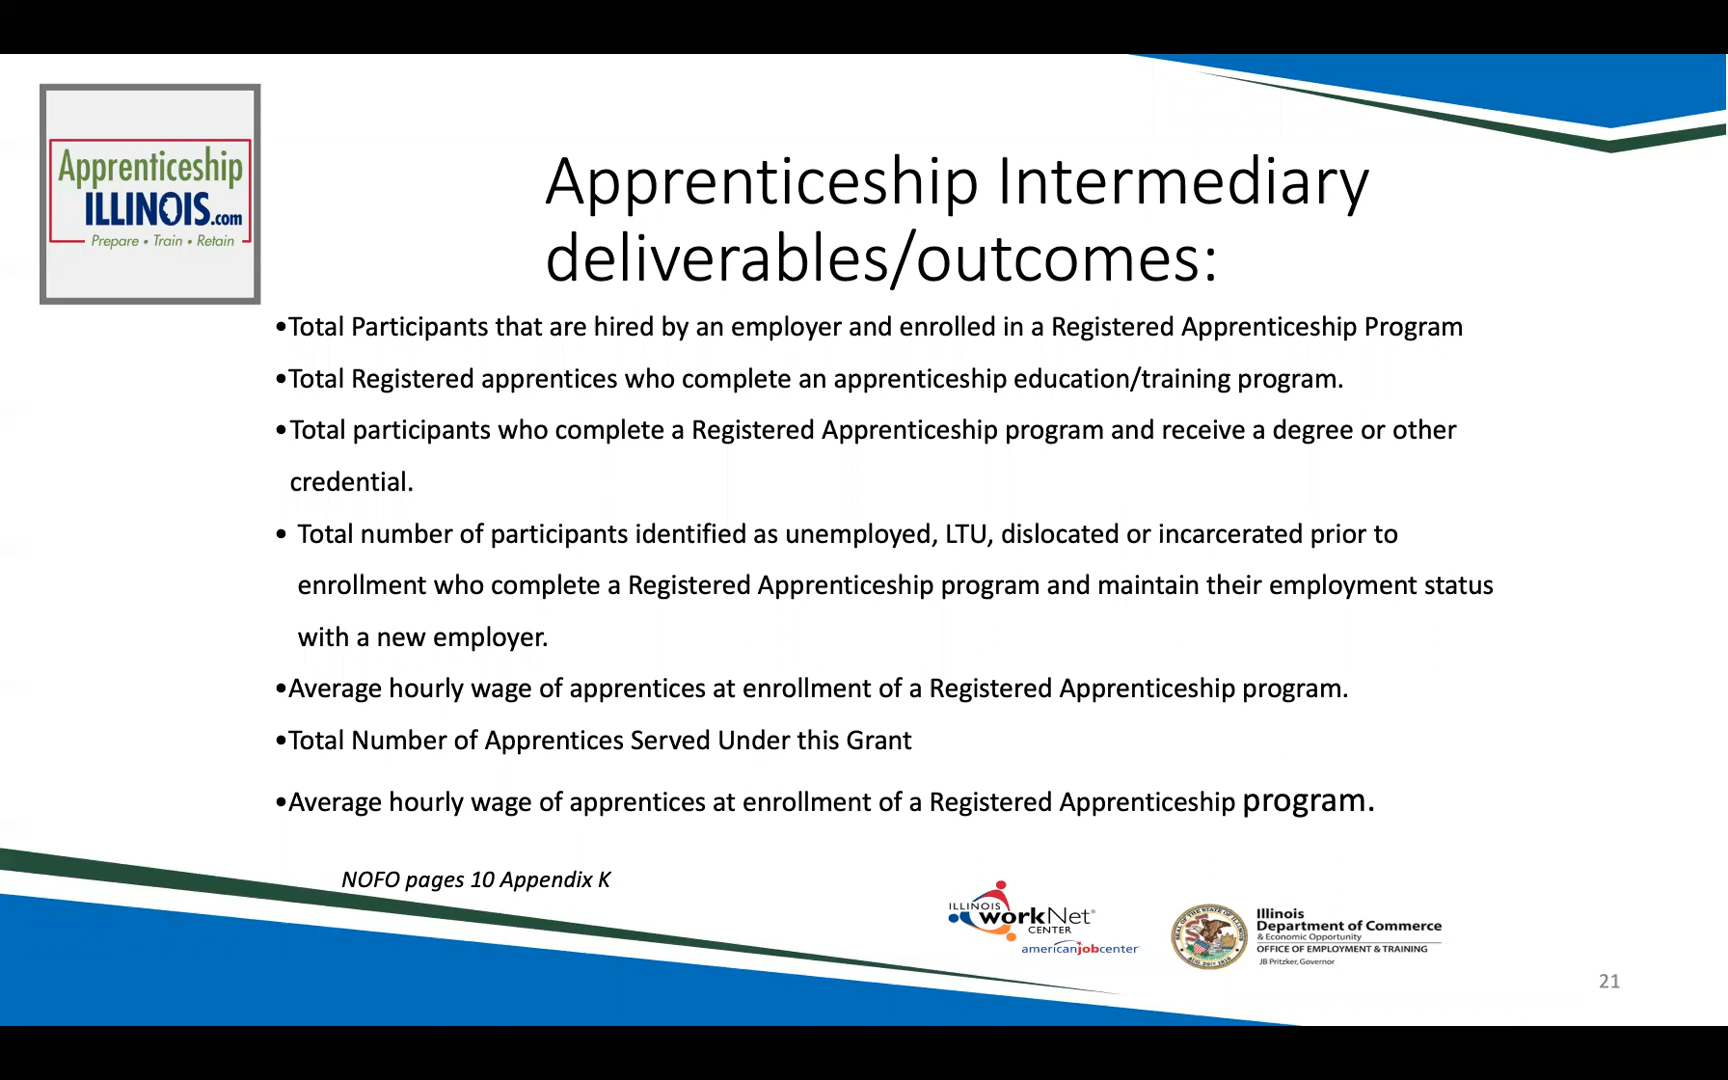 Apprenticeship
ILLINOIS.com
Prepare • Train • Retain
Apprenticeship Intermediary
deliverables/outcomes:
•Total Participants that are hired by an employer and enrolled in a Registered Apprenticeship Program
•Total Registered apprentices who complete an apprenticeship education/training program.
•Total participants who complete a Registered Apprenticeship program and receive a degree or other
credential.
• Total number of participants identified as unemployed, LTU, dislocated or incarcerated prior to
enrollment who complete a Registered Apprenticeship program and maintain their employment status
with a new employer.
•Average hourly wage of apprentices at enrollment of a Registered Apprenticeship program.
•Total Number of Apprentices Served Under this Grant
•Average hourly wage of apprentices at enrollment of a Registered Apprenticeship program.
NOFO pages 10 Appendix K
ILLINOIS
workNet®
CENTER
americanjobcenter
Illinois
Department of Commerce
& Economic Opportunity
OFFICE OF EMPLOYMENT & TRAINING
JB Pritzker, Governor
21